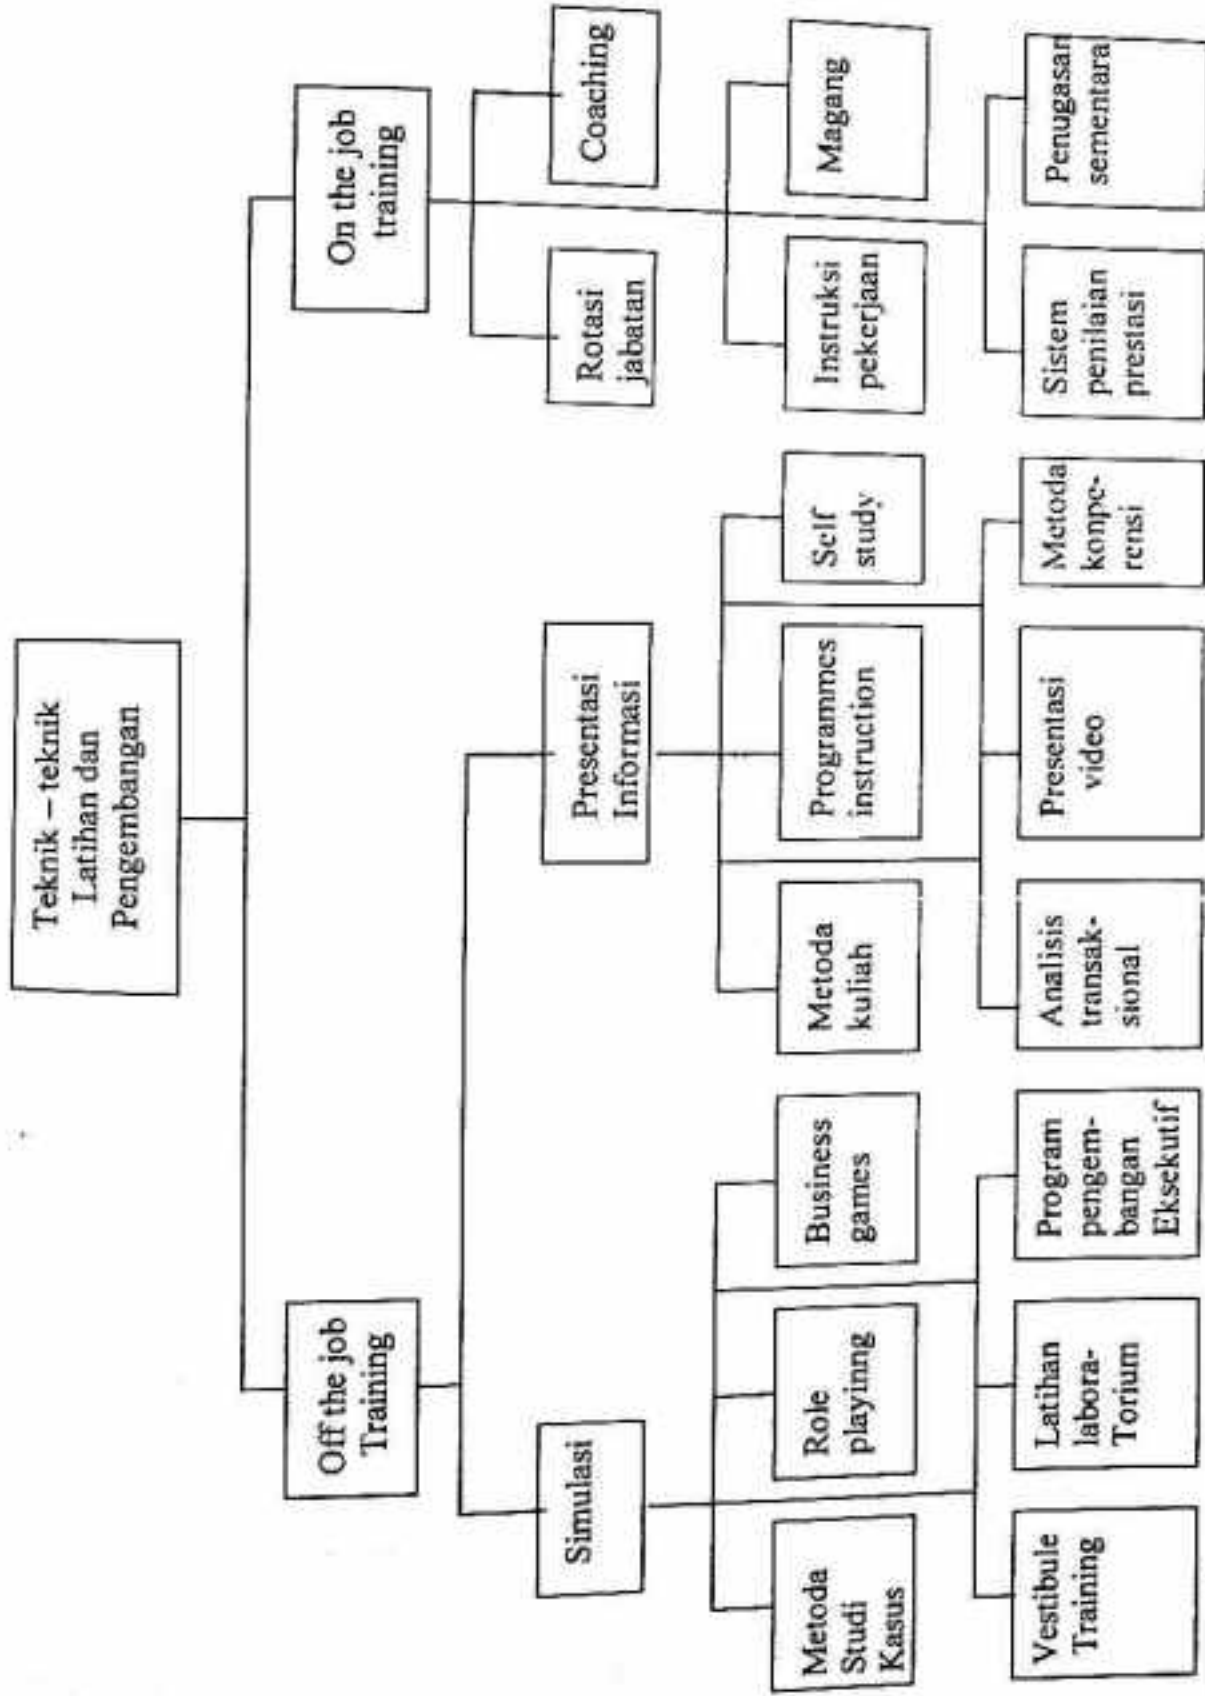 Teknik – teknik
Latihan dan
Pengembangan
Off the job
Training
On the job
training
Simulasi
Presentasi
Informasi
Rotasi
jabatan
Coaching
Metoda
Studi
Kasus
Role
playinng
Business
games
Metoda
kuliah
Programmes
instruction
Self
study
Instruksi
pekerjaan
Magang
Vestibule
Training
Latihan
labora-
Torium
Program
pengem-
bangan
Eksekutif
Analisis
transak-
sional
Presentasi
video
Metoda
konpe-
rensi
Sistem
penilaian
prestasi
Penugasan
sementara